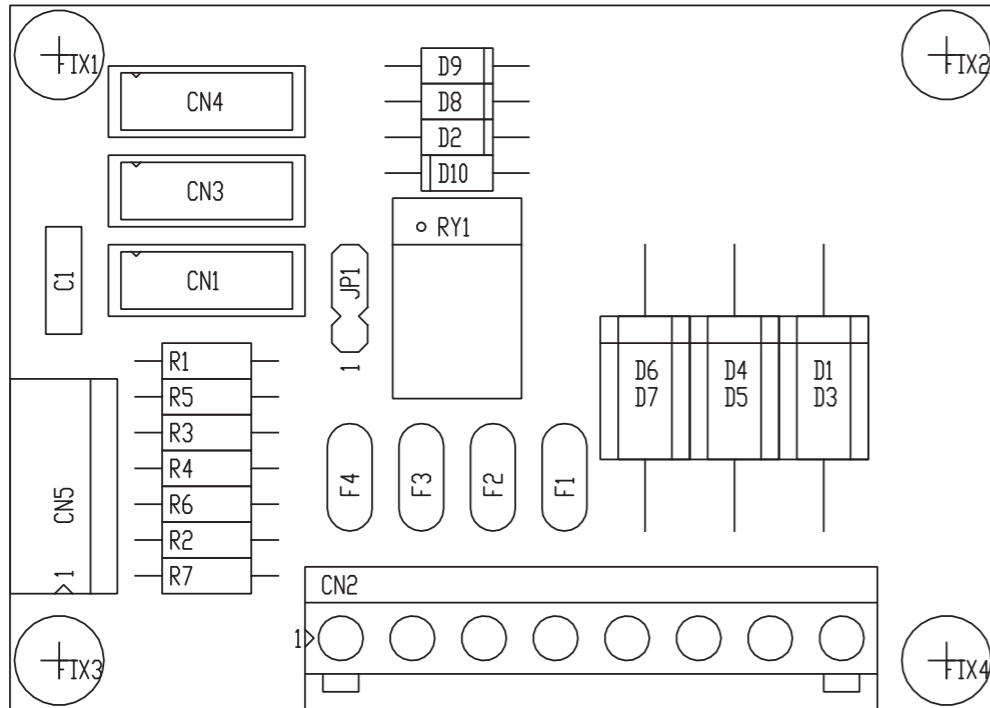 FIX1
FIX2
D9
CN4
D8
D2
D10
CN3
RY1
C1
CN1
JP1
1
R1
D6 D4 D1
D7 D5 D3
R5
R3
R4
F4 F3 F2 F1
CN5
R6
R2
1
R7
CN2
1
FIX3
FIX4